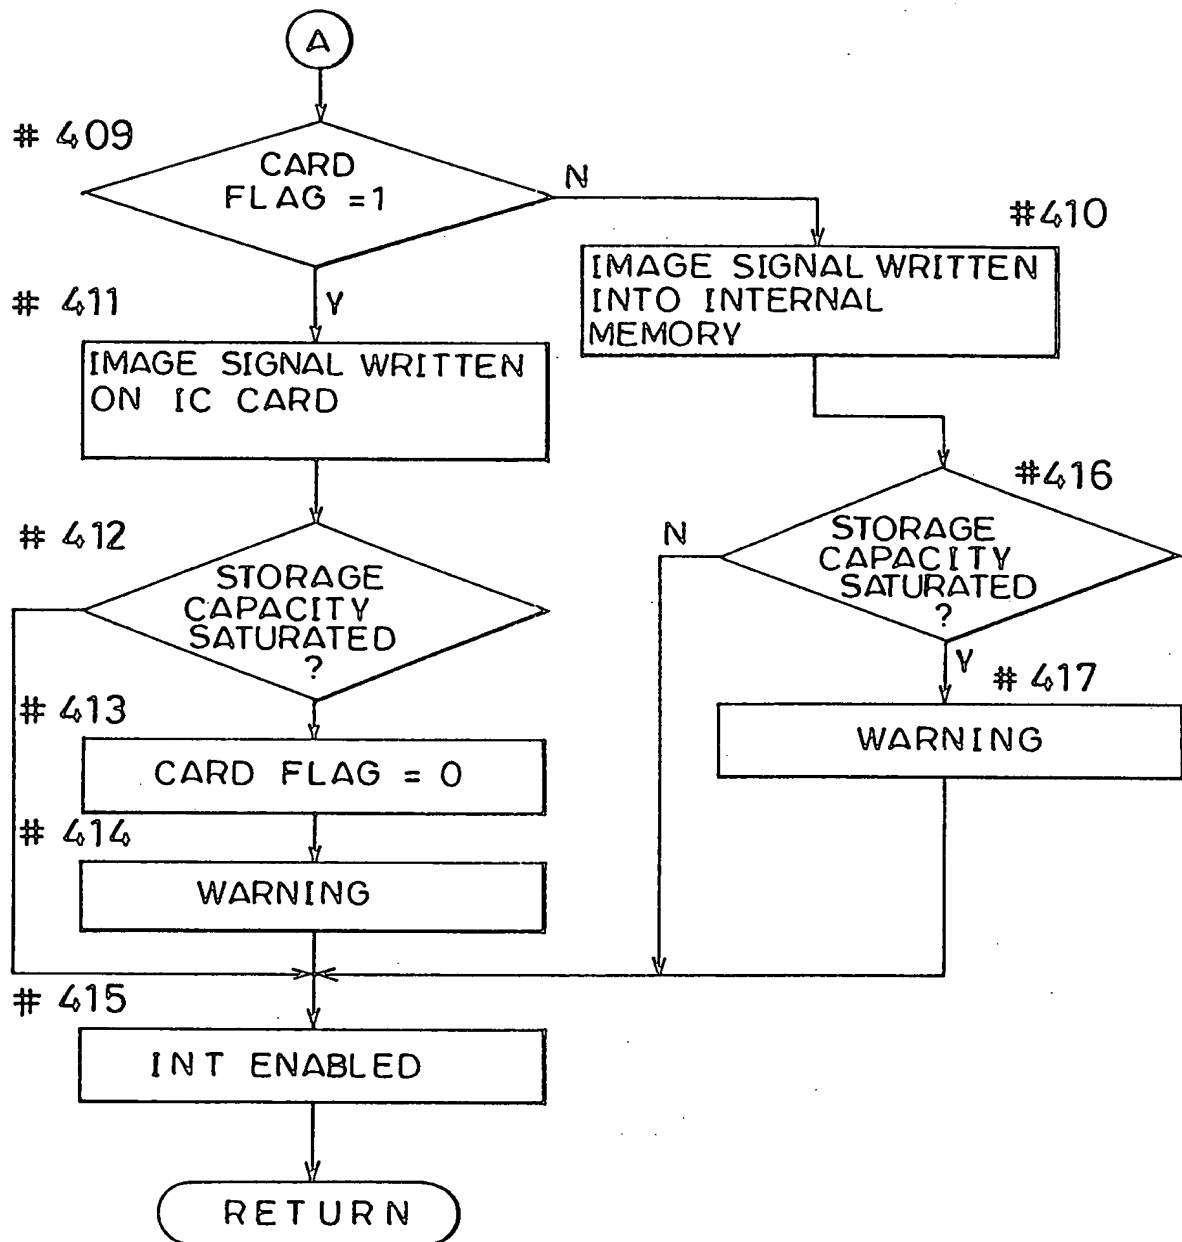 A
# 409
CARD
FLAG = 1
N
#410
IMAGE SIGNAL WRITTEN
INTO INTERNAL
MEMORY
# 411
Y
IMAGE SIGNAL WRITTEN
ON IC CARD
#416
STORAGE
CAPACITY
SATURATED
?
N
Y
# 412
STORAGE
CAPACITY
SATURATED
?
# 417
WARNING
# 413
CARD FLAG = 0
# 414
WARNING
# 415
INT ENABLED
RETURN